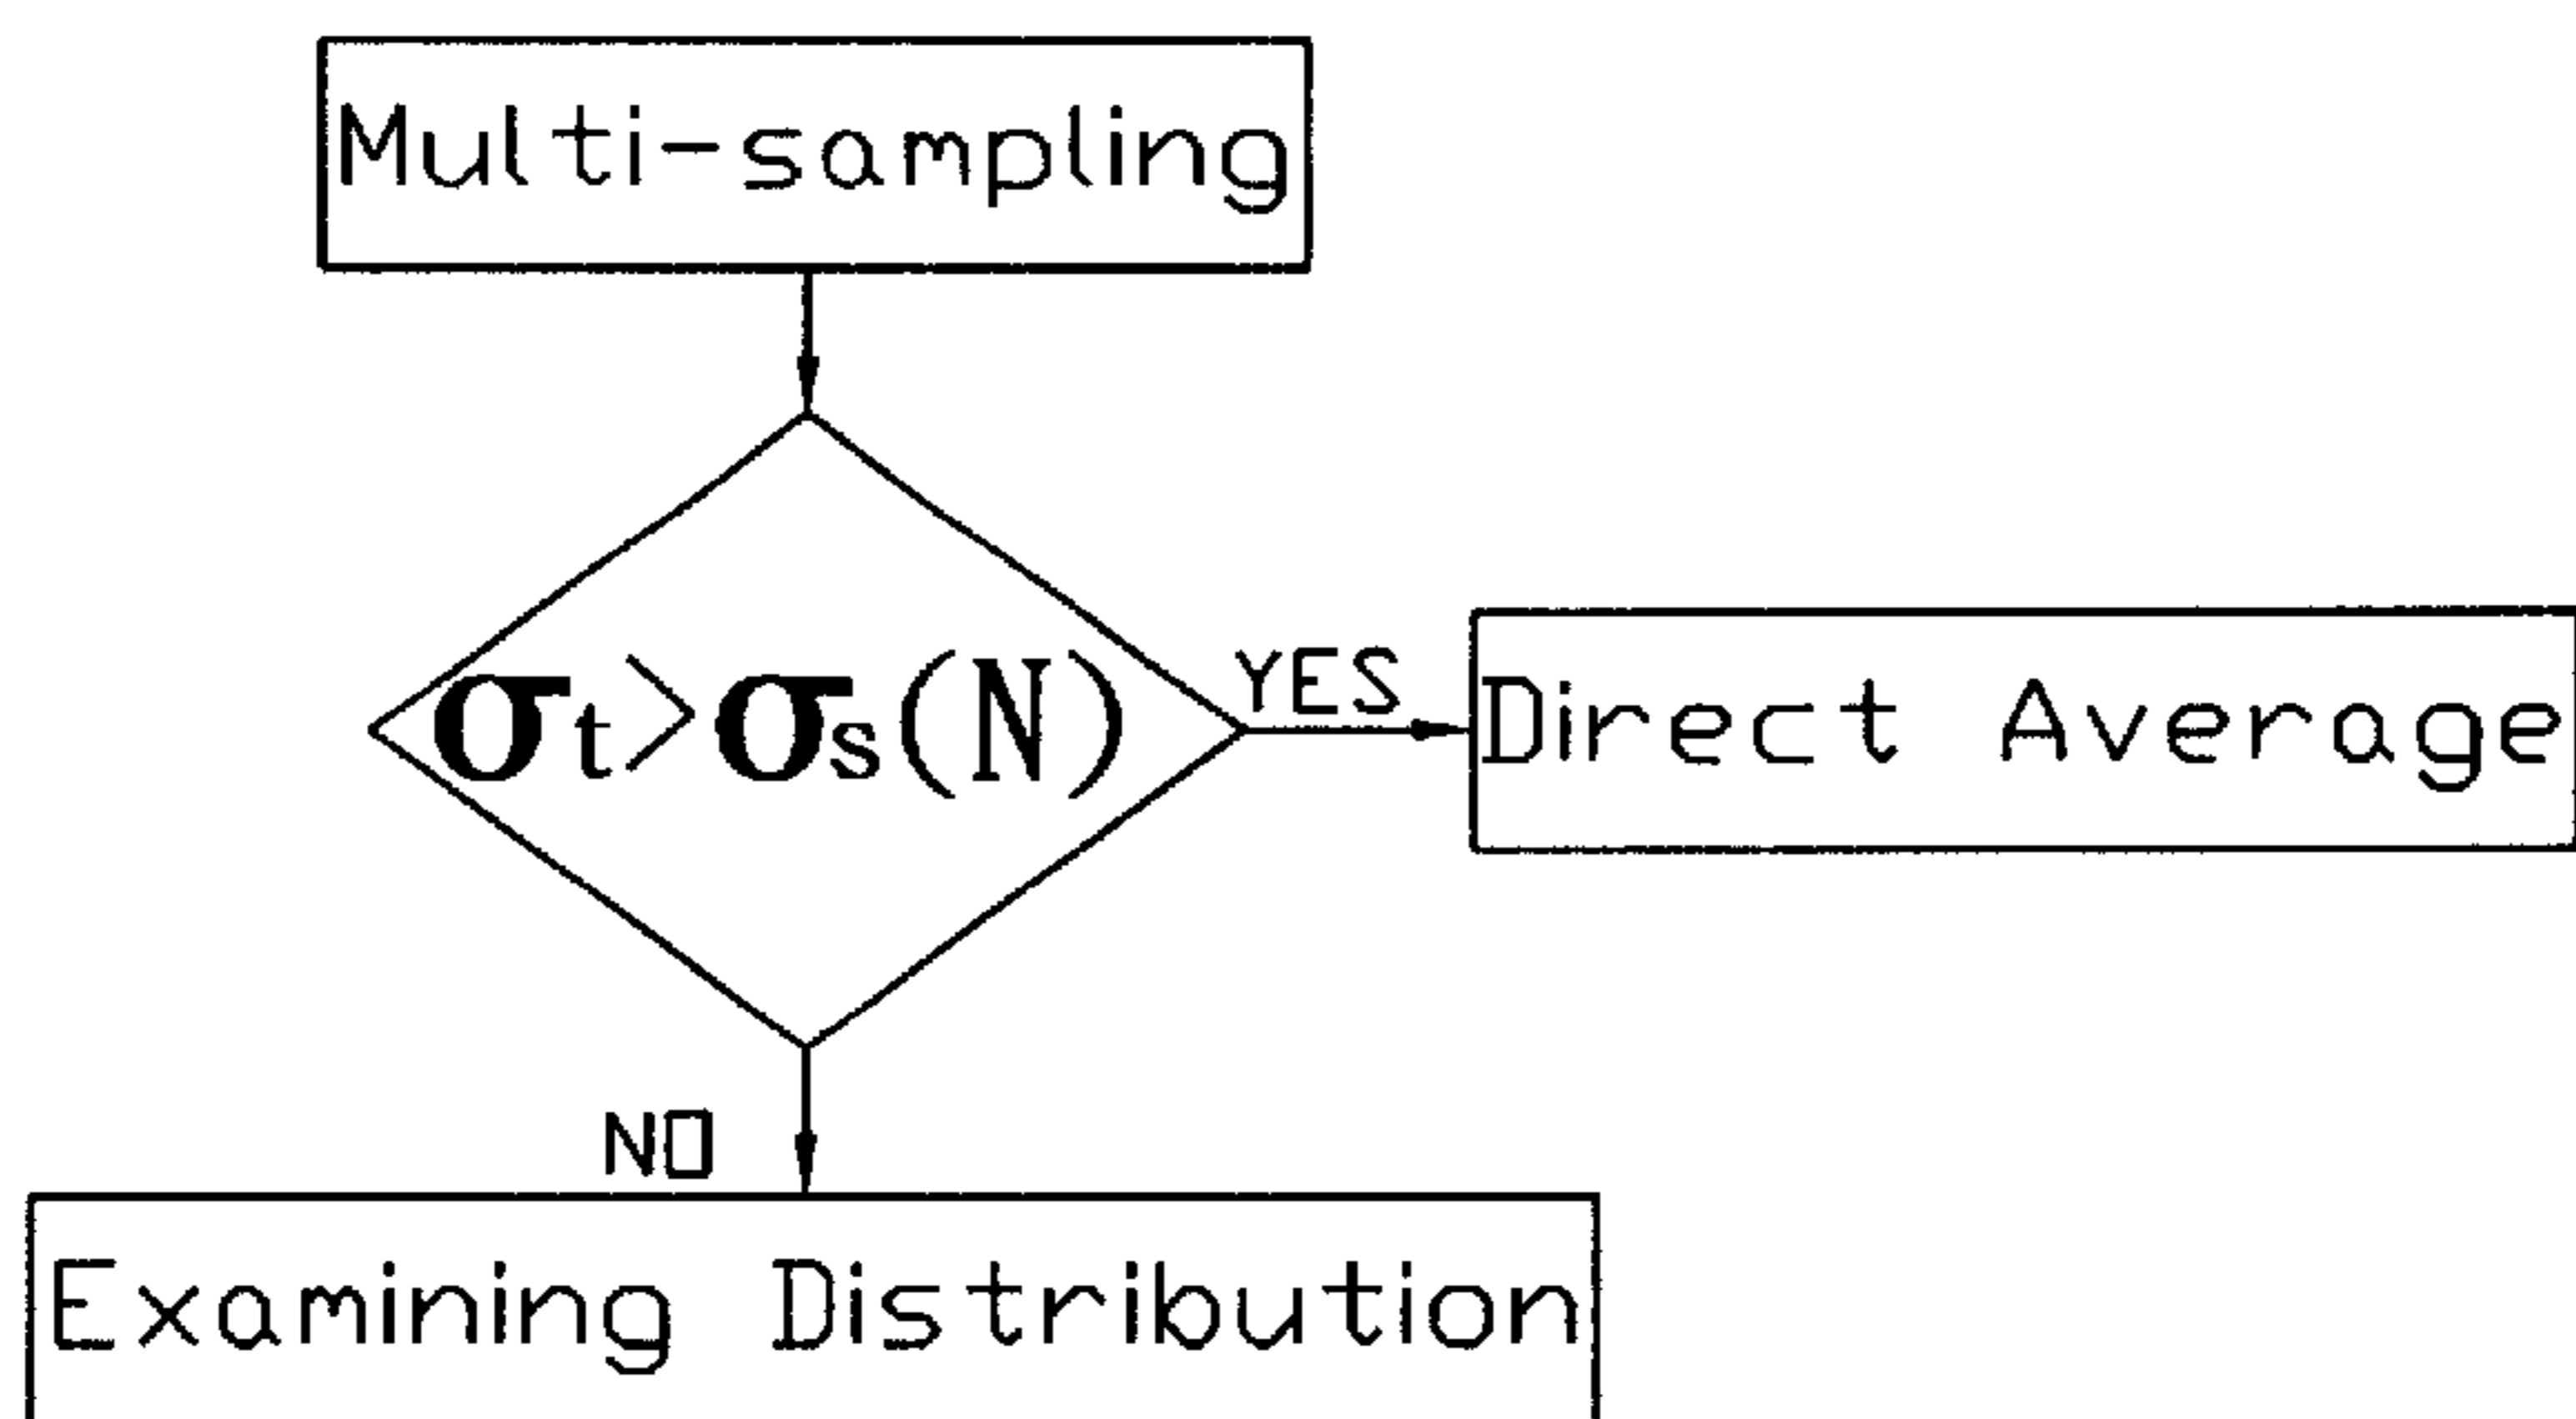 Multi-sampling
σt>σs(N)
YES
Direct Average
NO
Examining Distribution